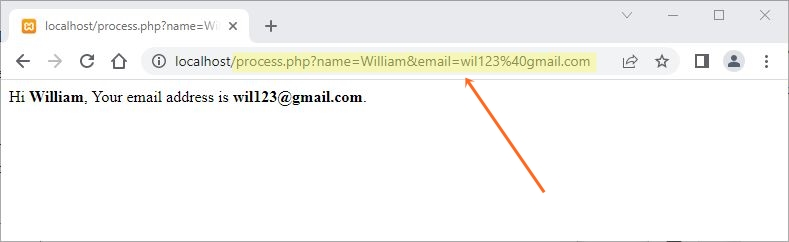 localhost/process.php?name=Wil
localhost/process.php?name=William&email=wil123%40gmail.com
Hi William, Your email address is wil123@gmail.com.